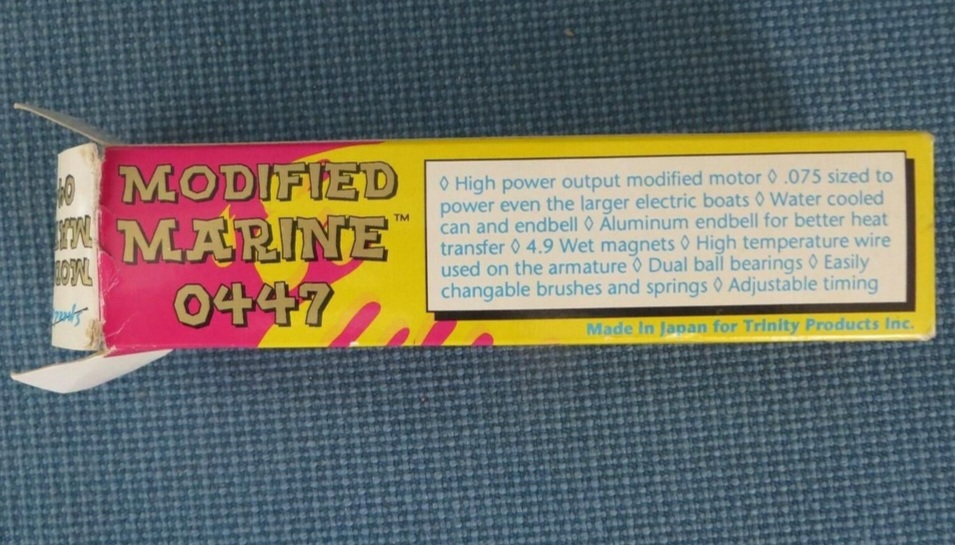 MODIFIED
MARINE™
0447
◊ High power output modified motor ◊ .075 sized to
power even the larger electric boats ◊ Water cooled
can and endbell ◊ Aluminum endbell for better heat
transfer ◊ 4.9 Wet magnets ◊ High temperature wire
used on the armature ◊ Dual ball bearings ◊ Easily
changable brushes and springs ◊ Adjustable timing
Made In Japan for Trinity Products Inc.